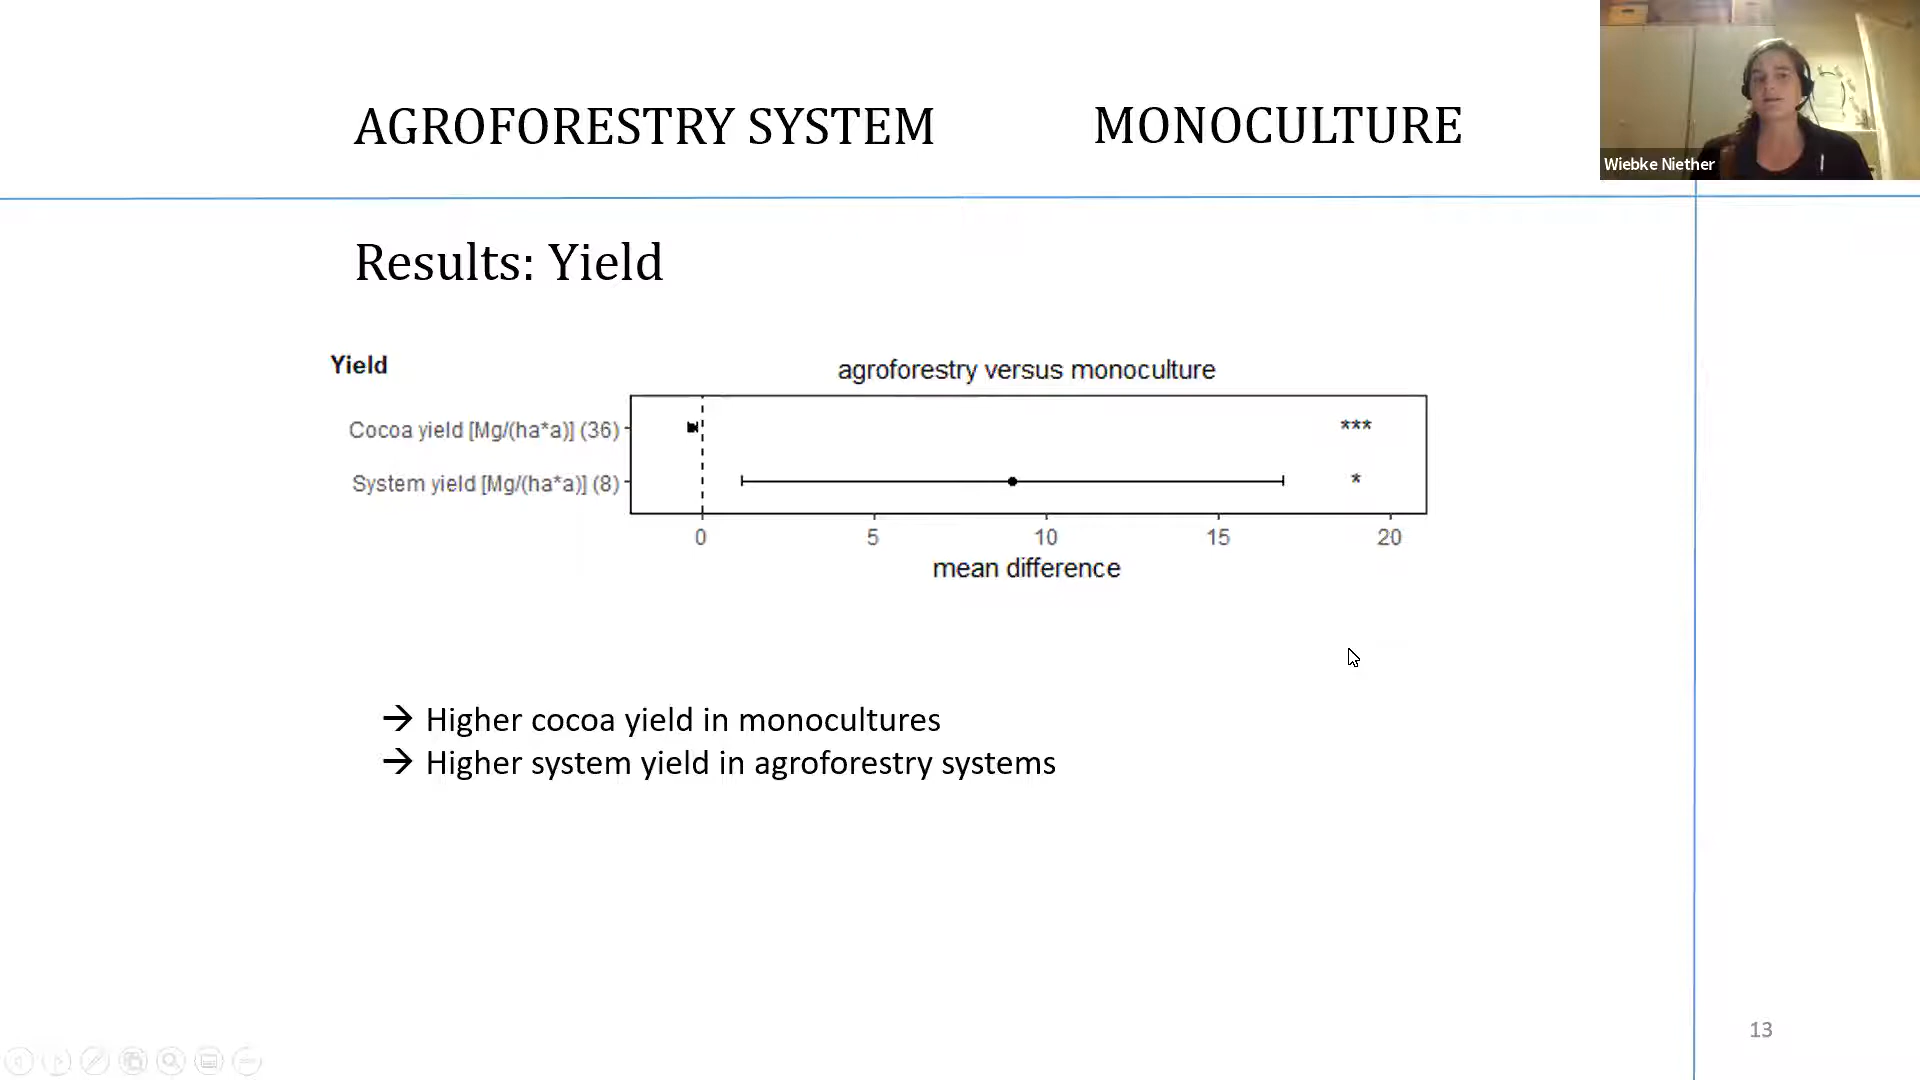 AGROFORESTRY SYSTEM
MONOCULTURE
Wiebke Niether
Results: Yield
Yield
agroforestry versus monoculture
Cocoa yield [Mg/(ha*a)] (36)
***
System yield [Mg/(ha*a)] (8)
*
0 5 10 15 20
mean difference
→ Higher cocoa yield in monocultures
→ Higher system yield in agroforestry systems
13